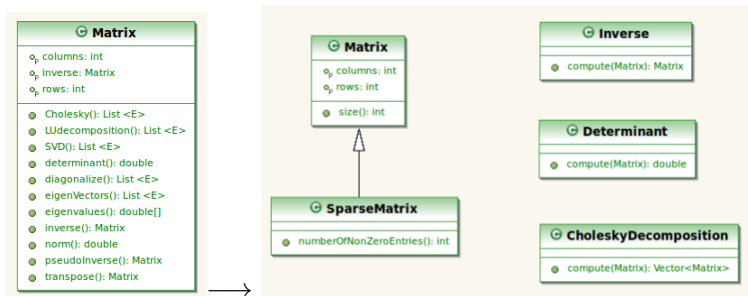 Matrix
columns: int
inverse: Matrix
rows: int
Cholesky(): List <E>
LUdecomposition(): List <E>
SVD(): List <E>
determinant(): double
diagonalize(): List <E>
eigenVectors(): List <E>
eigenvalues(): double[]
inverse(): Matrix
norm(): double
pseudoInverse(): Matrix
transpose(): Matrix
Matrix
columns: int
rows: int
size(): int
SparseMatrix
numberOfNonZeroEntries(): int
Inverse
compute(Matrix): Matrix
Determinant
compute(Matrix): double
CholeskyDecomposition
compute(Matrix): Vector<Matrix>